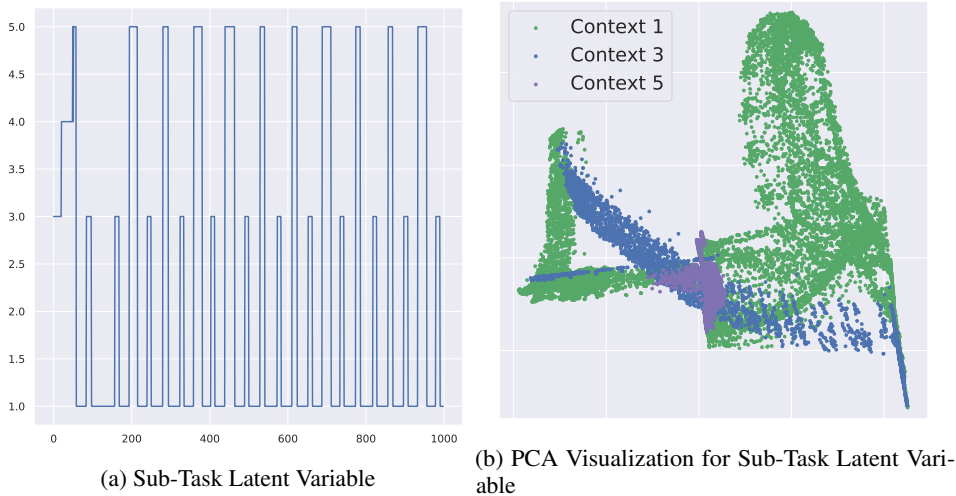 5.0
4.5
4.0
3.5
3.0
2.5
2.0
1.5
1.0
0
200
400
600
800
1000
(a) Sub-Task Latent Variable
Context 1
Context 3
Context 5
(b) PCA Visualization for Sub-Task Latent Vari-
able